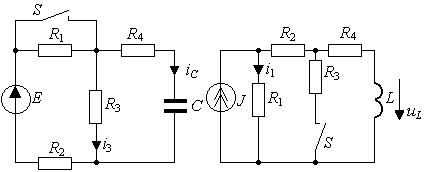 S
R1 R4
iC
E R3 C
R2 i3
R2 R4
i1 R3
J R1 L uL
S